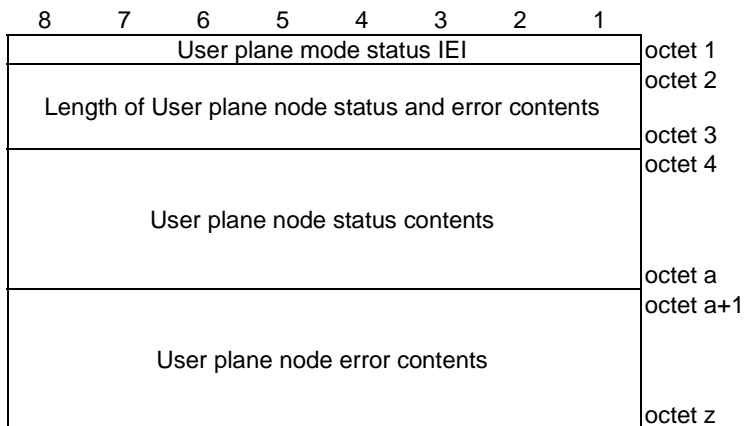 8 7 6 5 4 3 2 1
User plane mode status IEI octet 1
octet 2
Length of User plane node status and error contents
octet 3
octet 4
User plane node status contents
octet a
octet a+1
User plane node error contents
octet z